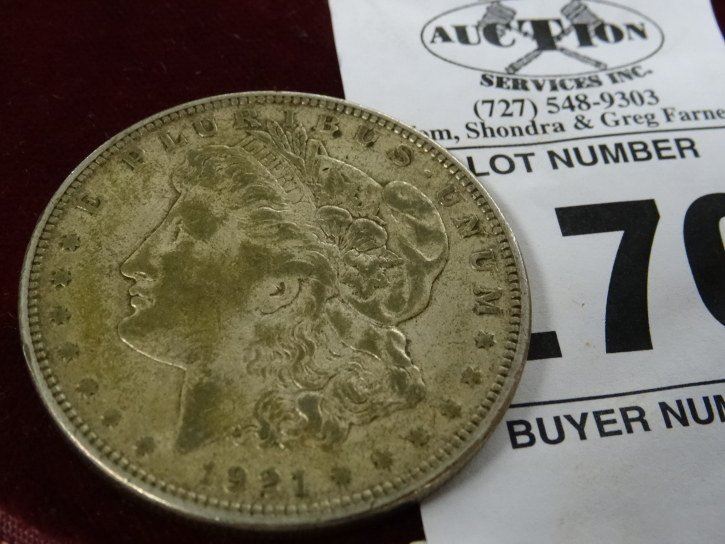 E PLURIBUS UNUM
LIBERTY
1921
AUCTION
SERVICES INC.
(727) 548-9303
Shondra & Greg
LOT NUMBER
BUYER